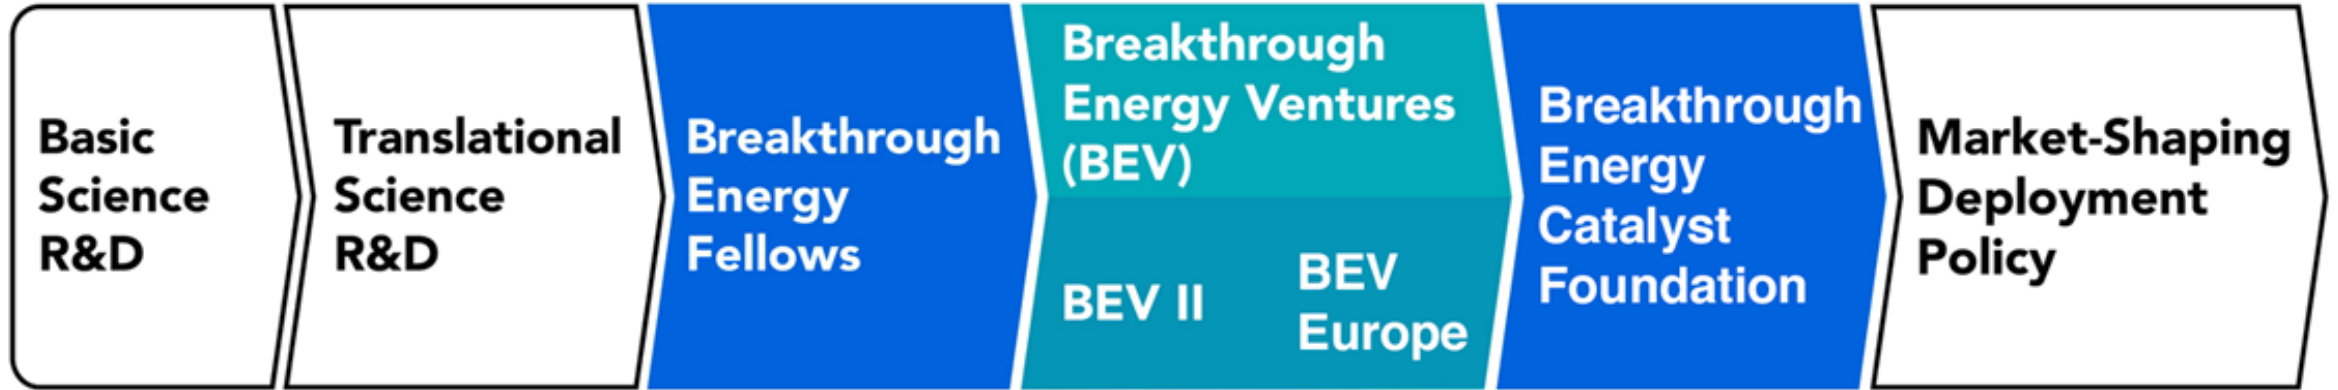 Basic
Science
R&D
Translational
Science
R&D
Breakthrough
Energy
Fellows
Breakthrough
Energy Ventures
(BEV)
BEV II
BEV
Europe
Breakthrough
Energy
Catalyst
Foundation
Market-Shaping
Deployment
Policy